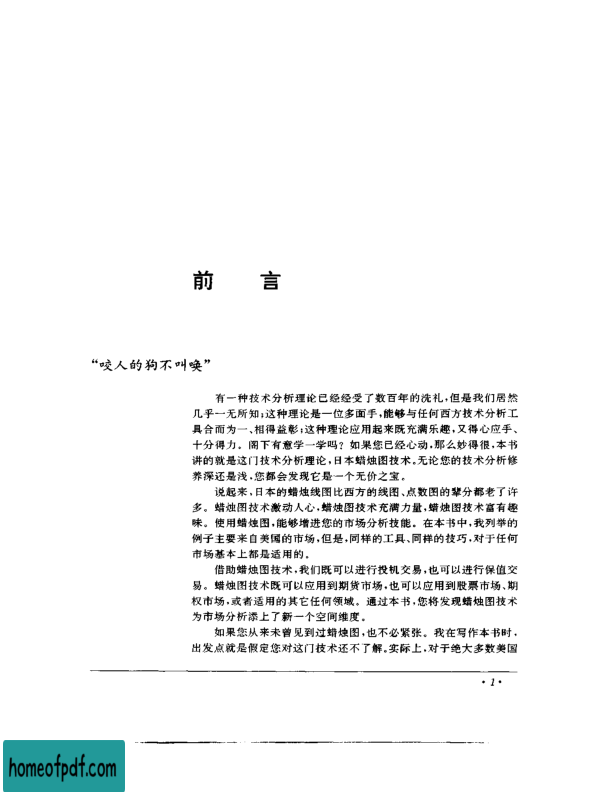 前 言
“咬人的狗不叫唤”
有一种技术分析理论已经经受了数百年的洗礼,但是我们居然
几乎一无所知;这种理论是一位多面手,能够与任何西方技术分析工
具合而为一、相得益彰;这种理论应用起来既充满乐趣,又得心应手、
十分得力。阁下有意学一学吗?如果您已经心动,那么妙得很,本书
讲的就是这门技术分析理论,日本蜡烛图技术。无论您的技术分析修
养深还是浅,您都会发现它是一个无价之宝。
说起来,日本的蜡烛线图比西方的线图、点数图的辈分都老了许
多。蜡烛图技术激动人心,蜡烛图技术充满力量,蜡烛图技术富有趣
味。使用蜡烛图,能够增进您的市场分析技能。在本书中,我列举的
例子主要来自美国的市场,但是,同样的工具、同样的技巧,对于任何
市场基本上都是适用的。
借助蜡烛图技术,我们既可以进行投机交易,也可以进行保值交
易。蜡烛图技术既可以应用到期货市场,也可以应用到股票市场、期
权市场,或者适用的其它任何领域。通过本书,您将发现蜡烛图技术
为市场分析添上了新一个空间维度。
如果您从来未曾见到过蜡烛图,也不必紧张。我在写作本书时,
出发点就是假定您对这门技术还不了解。实际上,对于绝大多数美国
·1·
homeofpdf.com